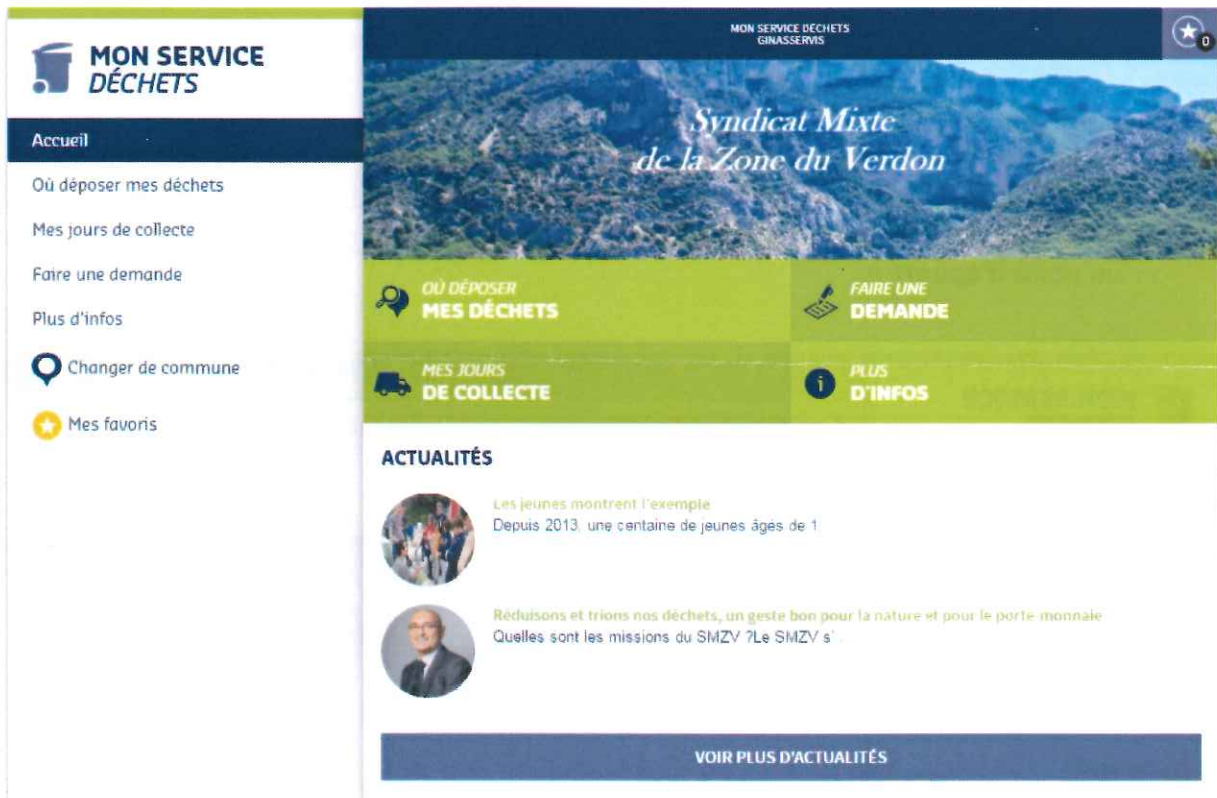 MON SERVICE
DÉCHETS
Accueil
Où déposer mes déchets
Mes jours de collecte
Faire une demande
Plus d'infos
Changer de commune
Mes favoris
MON SERVICE DÉCHETS
GINASSERVIS
0
Syndicat Mixte
de la Zone du Verdon
OÙ DÉPOSER
MES DÉCHETS
FAIRE UNE
DEMANDE
MES JOURS
DE COLLECTE
PLUS
D'INFOS
ACTUALITÉS
Les jeunes montrent l'exemple
Depuis 2013, une centaine de jeunes âgés de 1
Réduisons et trions nos déchets, un geste bon pour la nature et pour le porte monnaie
Quelles sont les missions du SMZV ?Le SMZV s'
VOIR PLUS D'ACTUALITÉS